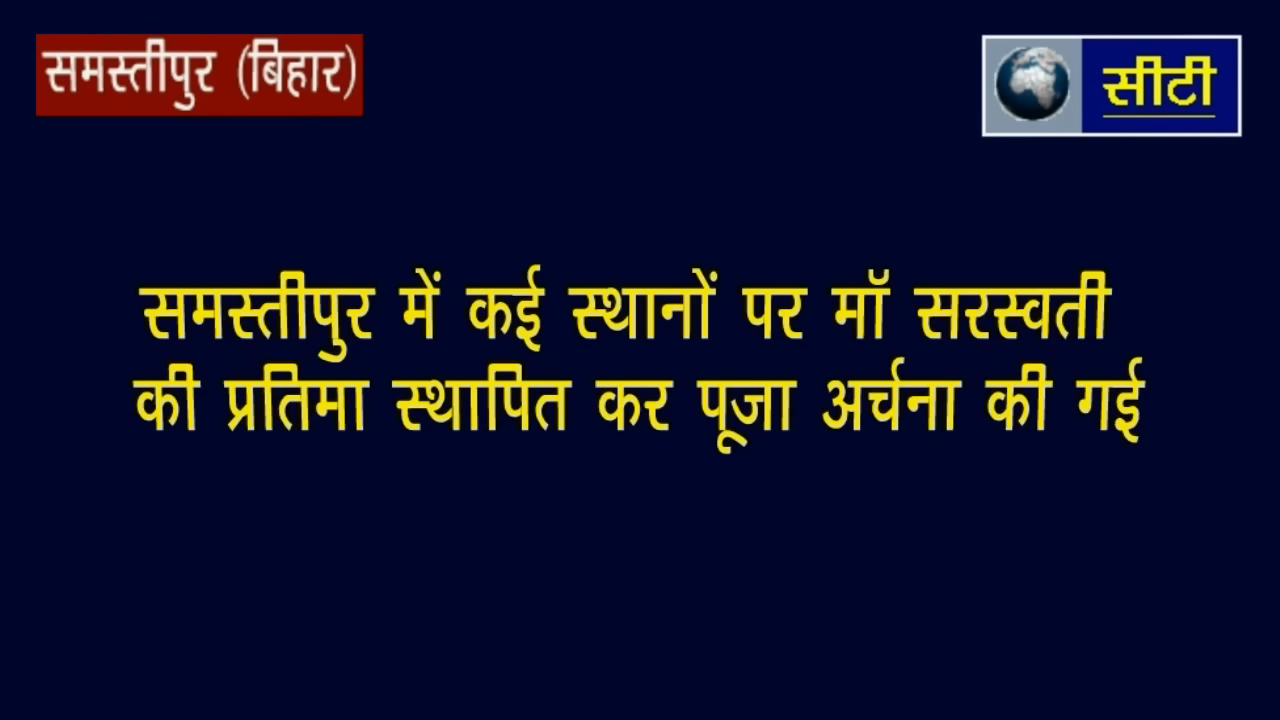 समस्तीपुर (बिहार)
सीटी
समस्तीपुर में कई स्थानों पर मॉ सरस्वती
की प्रतिमा स्थापित कर पूजा अर्चना की गई